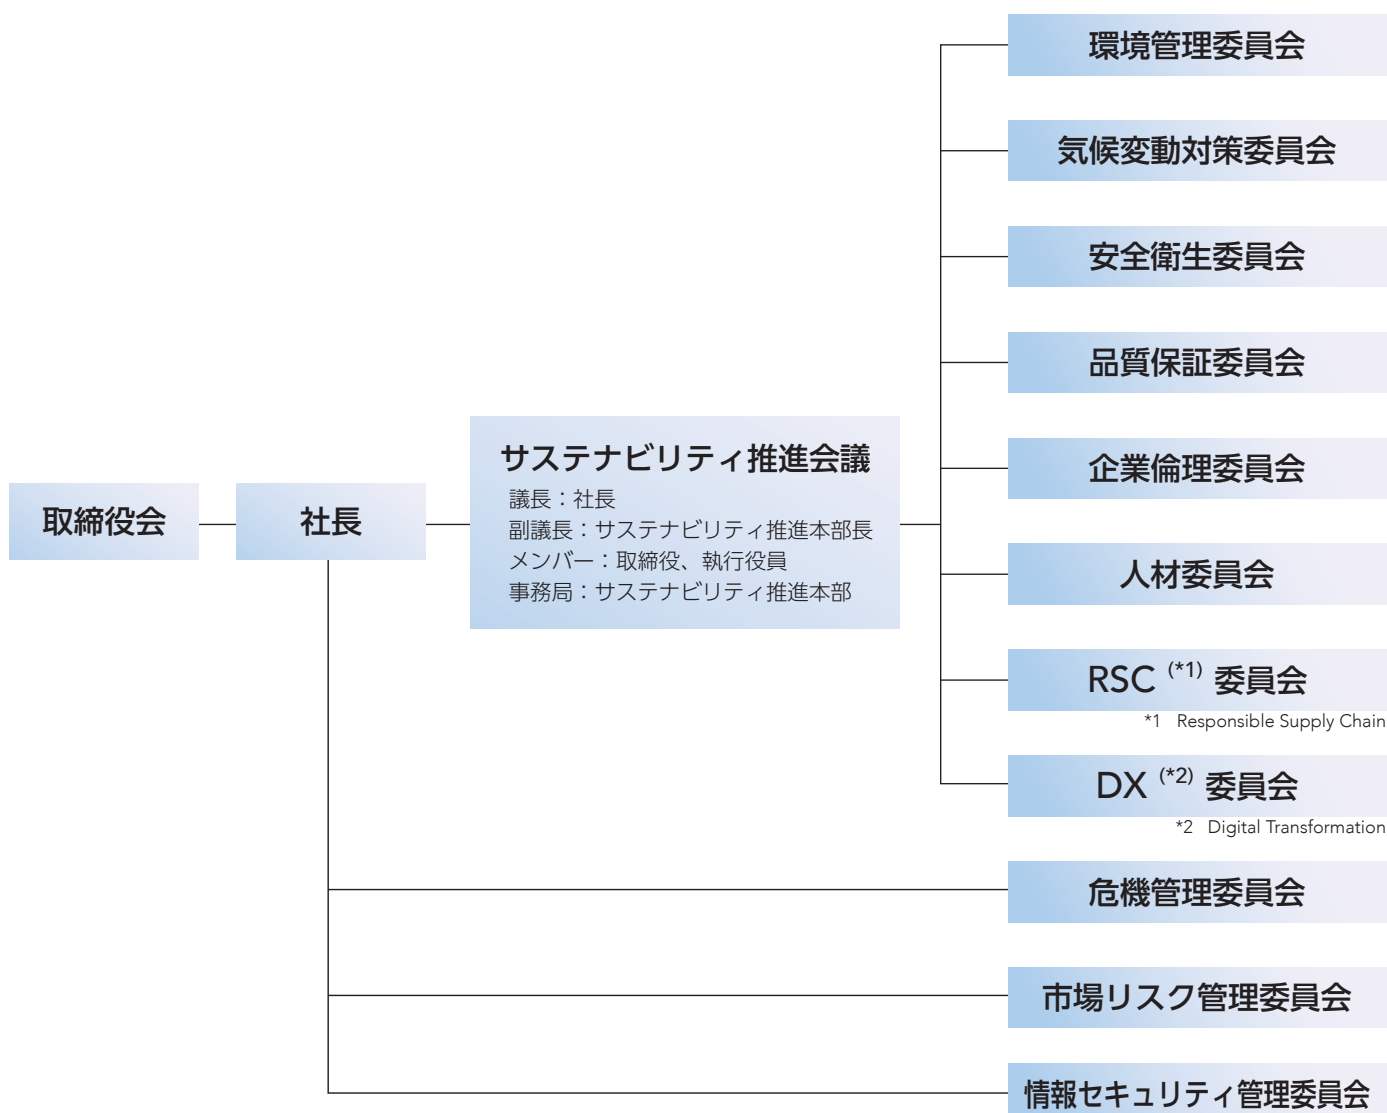 環境管理委員会
気候変動対策委員会
安全衛生委員会
品質保証委員会
企業倫理委員会
人材委員会
RSC (*1) 委員会
*1 Responsible Supply Chain
DX (*2) 委員会
*2 Digital Transformation
取締役会
社長
サステナビリティ推進会議
議長：社長
副議長：サステナビリティ推進本部長
メンバー：取締役、執行役員
事務局：サステナビリティ推進本部
危機管理委員会
市場リスク管理委員会
情報セキュリティ管理委員会